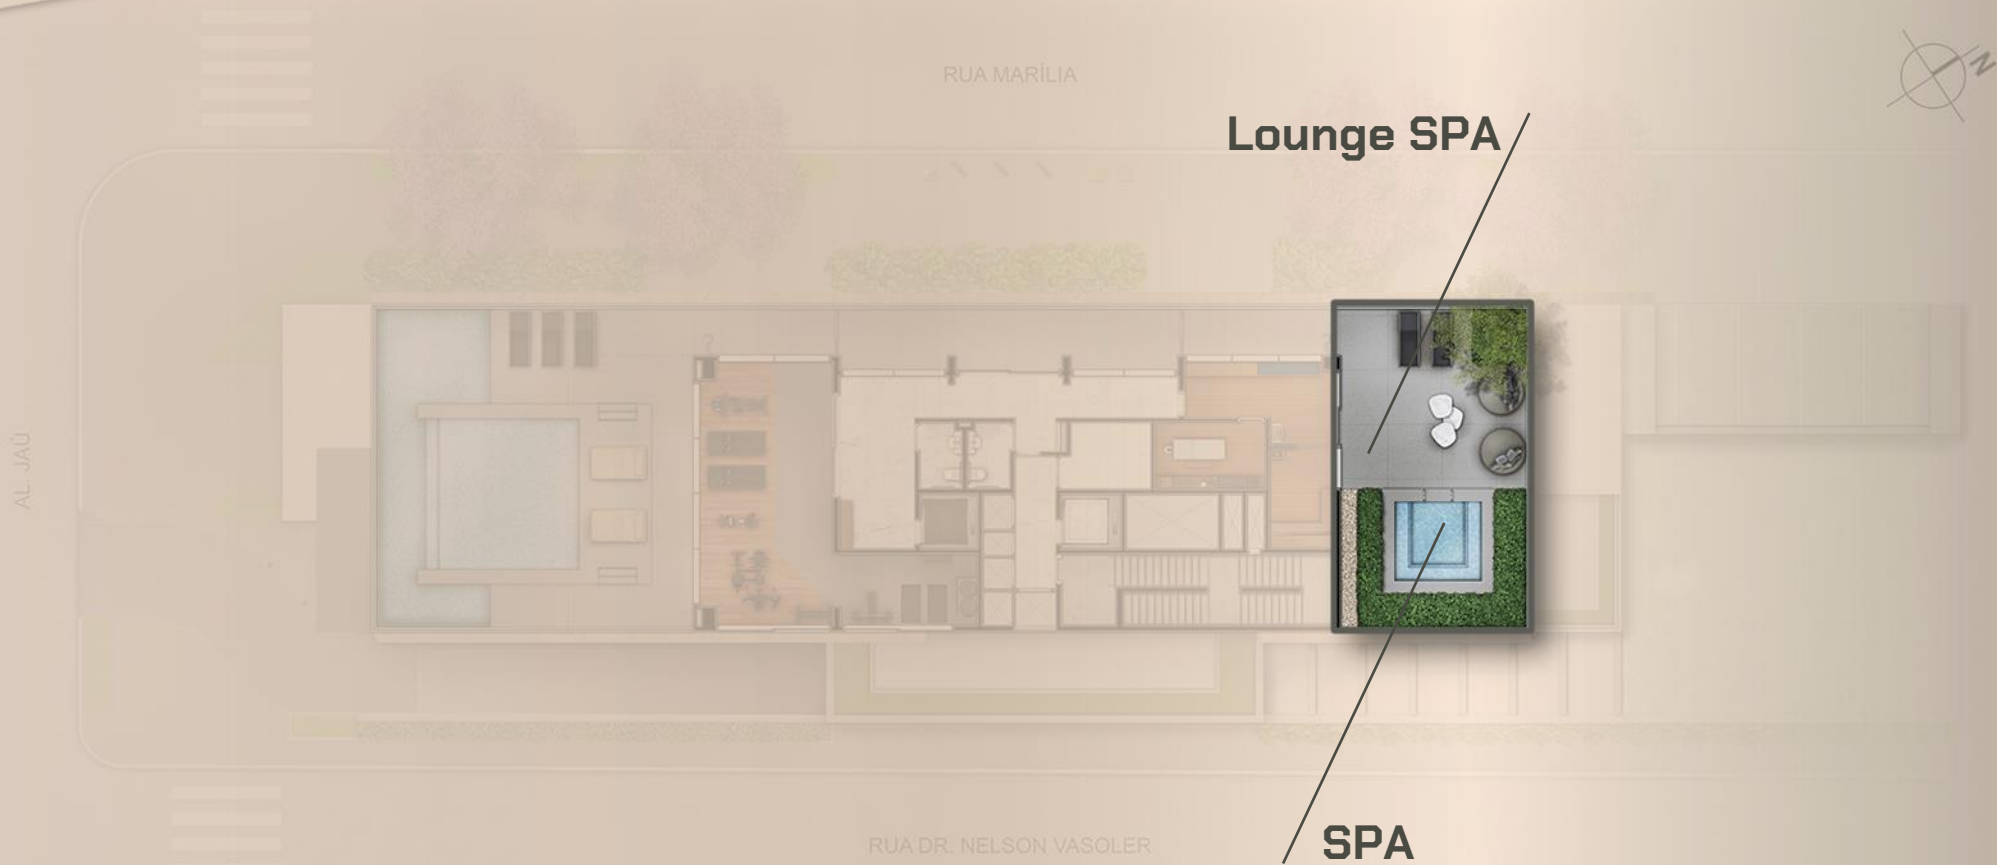 RUA MARÍLIA
N
Lounge SPA
AL. JAÚ
SPA
RUA DR. NELSON VASOLER